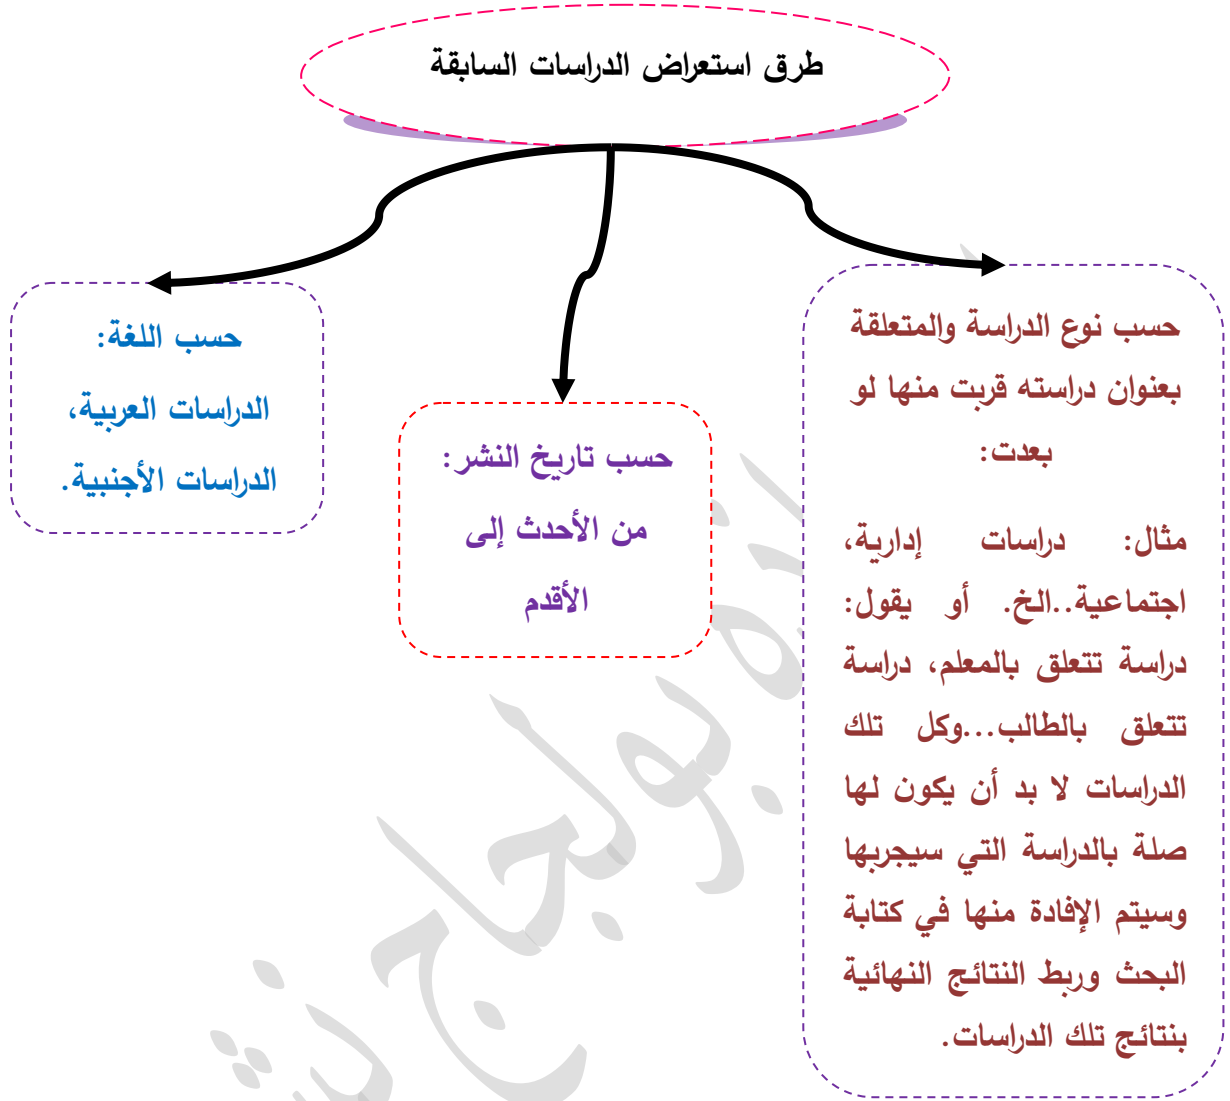 طرق استعراض الدراسات السابقة
حسب نوع الدراسة والمتعلقة
بعنوان دراسته قربت منها لو
بعدت:
مثال: دراسات إدارية،
اجتماعية..الخ. أو يقول:
دراسة تتعلق بالمعلم، دراسة
تتعلق بالطالب...وكل تلك
الدراسات لا بد أن يكون لها
صلة بالدراسة التي سيجربها
وسيتم الإفادة منها في كتابة
البحث وربط النتائج النهائية
بنتائج تلك الدراسات.
حسب تاريخ النشر:
من الأحدث إلى
الأقدم
حسب اللغة:
الدراسات العربية،
الدراسات الأجنبية.